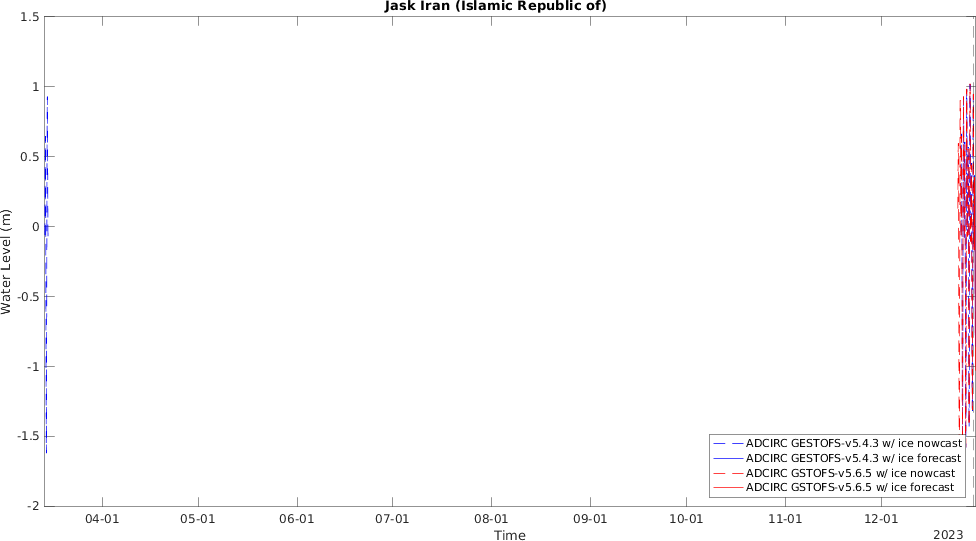 Jask Iran (Islamic Republic of)
1.5
1
0.5
0
-0.5
-1
-1.5
-2
Water Level (m)
ADCIRC GESTOFS-v5.4.3 w/ ice nowcast
ADCIRC GESTOFS-v5.4.3 w/ ice forecast
ADCIRC GSTOFS-v5.6.5 w/ ice nowcast
ADCIRC GSTOFS-v5.6.5 w/ ice forecast
04-01 05-01 06-01 07-01 08-01 09-01 10-01 11-01 12-01
Time
2023